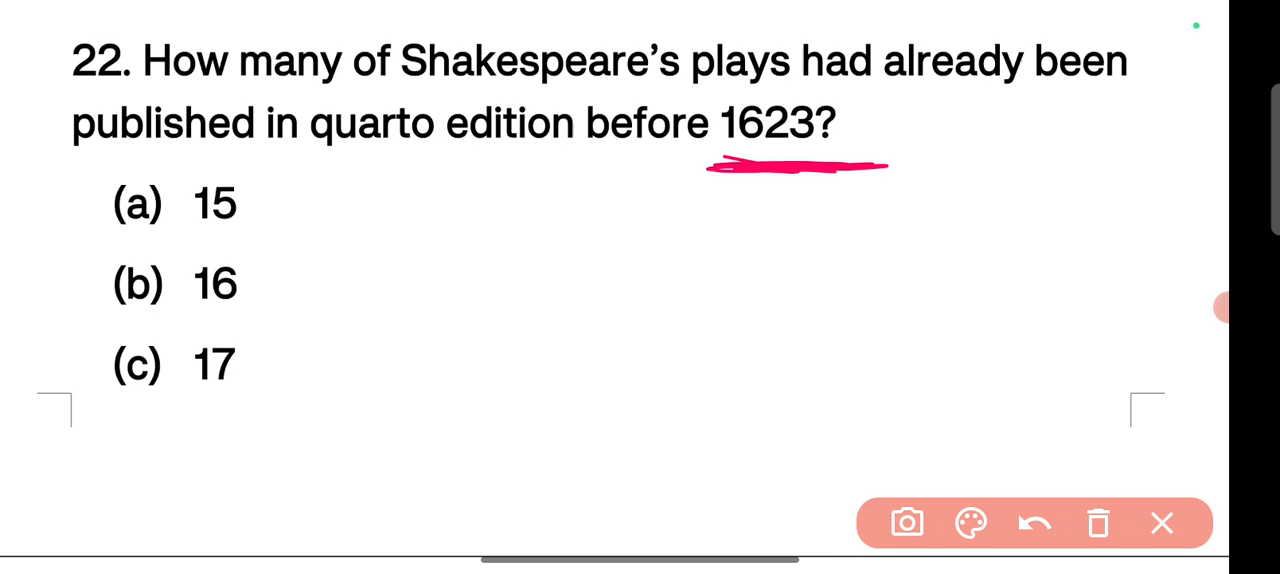 22. How many of Shakespeare’s plays had already been
published in quarto edition before 1623?
(a) 15
(b) 16
(c) 17